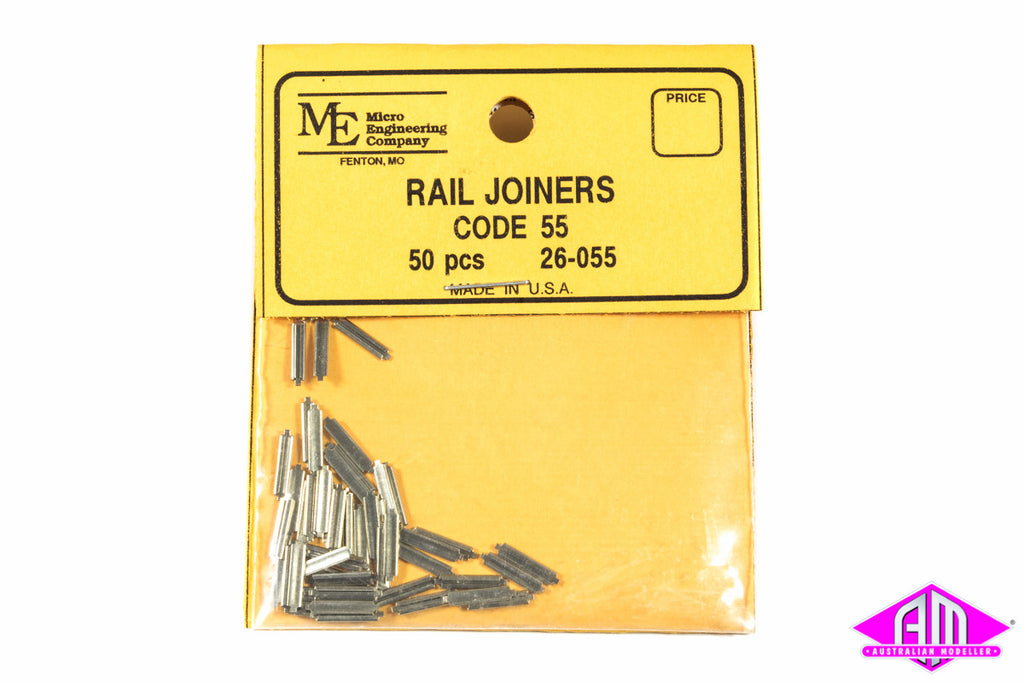 ME
Micro
Engineering
Company
FENTON, MO
PRICE
RAIL JOINERS
CODE 55
50 pcs 26-055
MADE IN U.S.A.
AM
AUSTRALIAN MODELLER